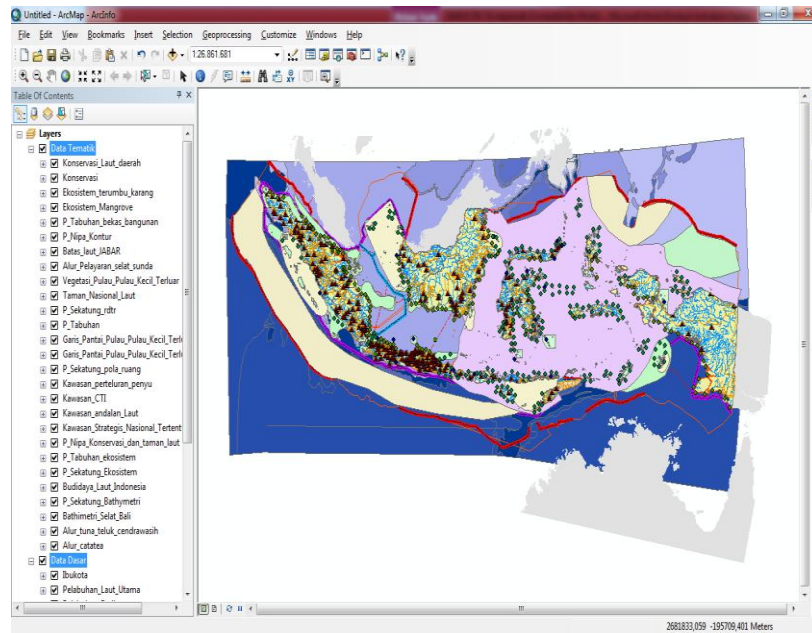 Untitled - ArcMap - ArcInfo
File Edit View Bookmarks Insert Selection Geoprocessing Customize Windows Help
1:26.861.681
Table Of Contents
Layers
Data Tematik
Konservasi_Laut_daerah
Konservasi
Ekosistem_terumbu_karang
Ekosistem_Mangrove
P_Tabuhan_bekas_bangunan
P_Nipa_Kontur
Batas_laut_JABAR
Alur_Pelayaran_selat_sunda
Vegetasi_Pulau_Pulau_Kecil_Terluar
Taman_Nasional_Laut
P_Sekatung_rdtr
P_Tabuhan
Garis_Pantai_Pulau_Pulau_Kecil_Terl
Garis_Pantai_Pulau_Pulau_Kecil_Terl
P_Sekatung_pola_ruang
Kawasan_perteluran_penyu
Kawasan_CTI
Kawasan_andalan_Laut
Kawasan_Strategis_Nasional_Tertent
P_Nipa_Konservasi_dan_taman_laut
P_Tabuhan_ekosistem
P_Sekatung_Ekosistem
Budidaya_Laut_Indonesia
P_Sekatung_Bathymetri
Bathimetri_Selat_Bali
Alur_tuna_teluk_cendrawasih
Alur_catatea
Data Dasar
Ibukota
Pelabuhan_Laut_Utama
2681833,059 -195709,401 Meters